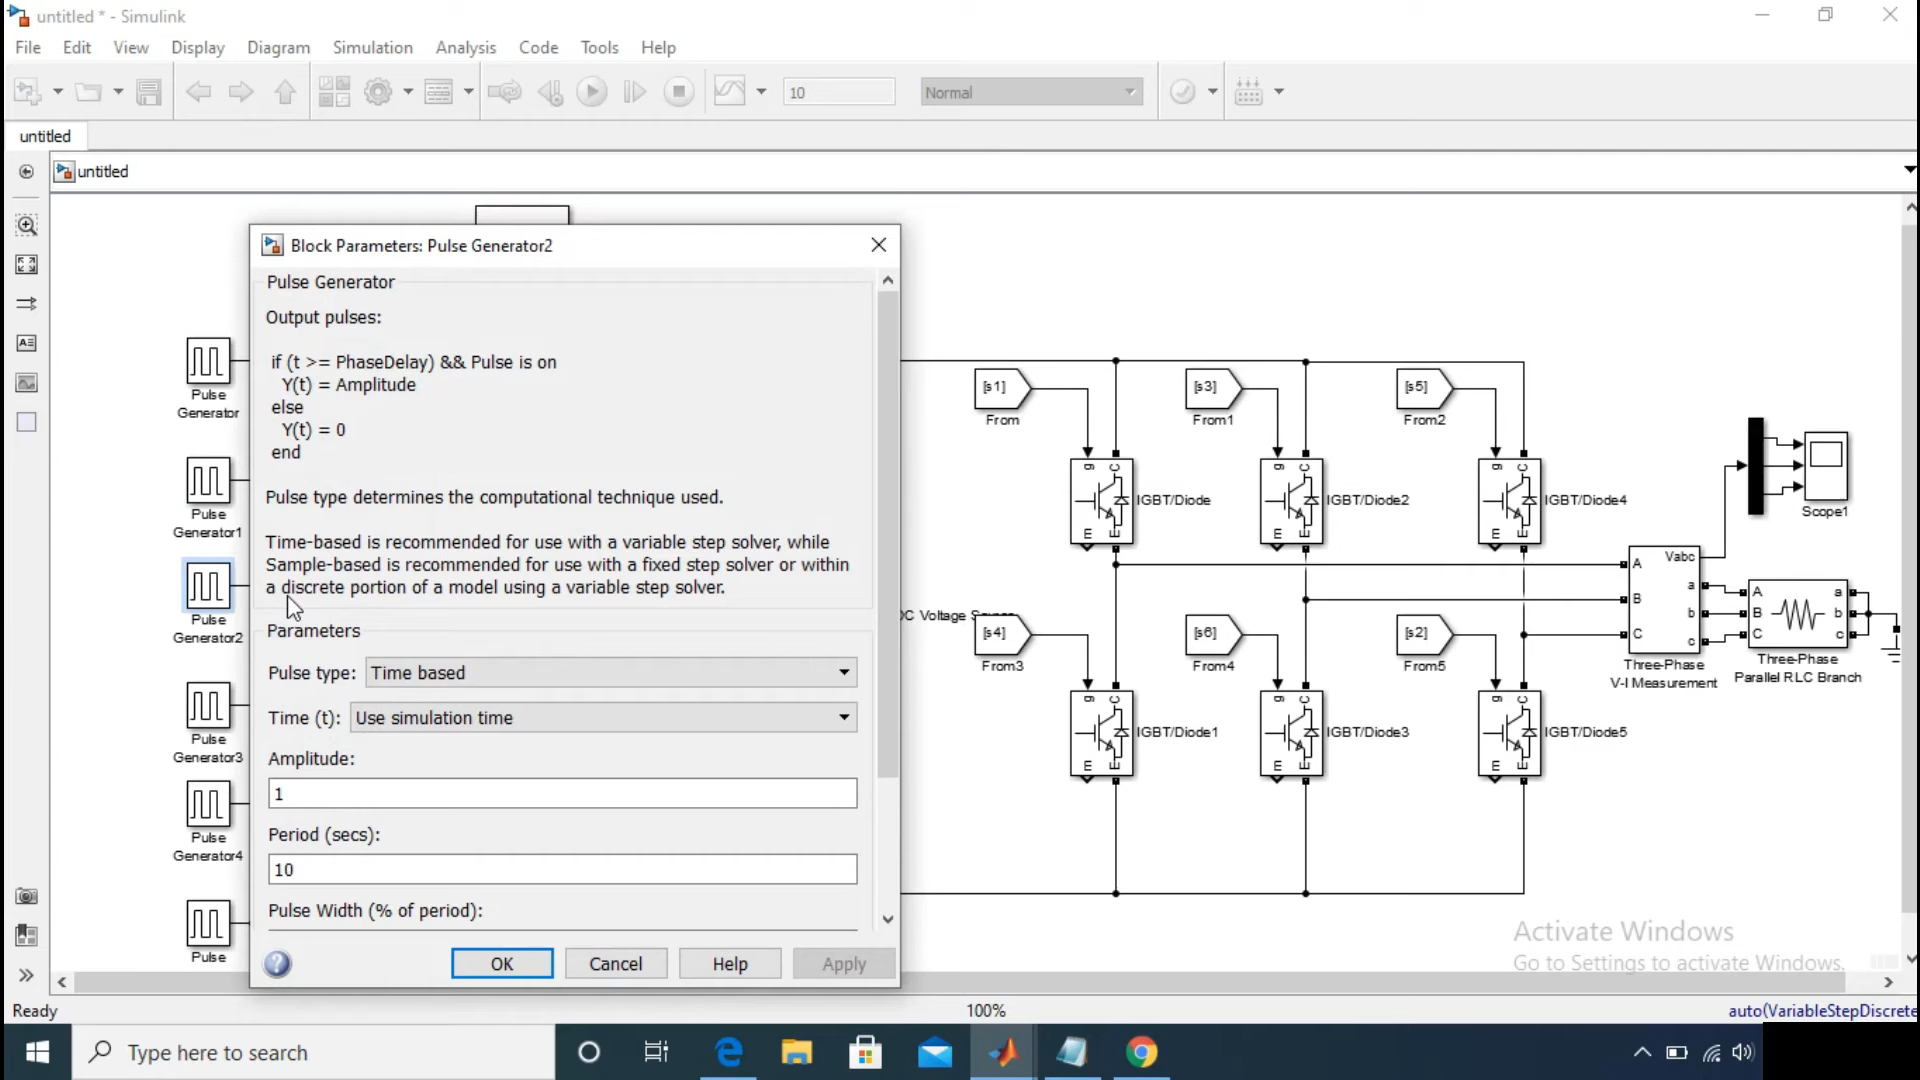 untitled * - Simulink
File Edit View Display Diagram Simulation Analysis Code Tools Help
10 Normal
untitled
untitled
Block Parameters: Pulse Generator2
Pulse Generator
Output pulses:
if (t >= PhaseDelay) && Pulse is on
Y(t) = Amplitude
else
Y(t) = 0
end
Pulse type determines the computational technique used.
Time-based is recommended for use with a variable step solver, while
Sample-based is recommended for use with a fixed step solver or within
a discrete portion of a model using a variable step solver.
Parameters
Pulse type: Time based
Time (t): Use simulation time
Amplitude:
1
Period (secs):
10
Pulse Width (% of period):
OK Cancel Help Apply
Pulse
Generator
Pulse
Generator1
Pulse
Generator2
Pulse
Generator3
Pulse
Generator4
Pulse
[s1] [s3] [s5]
From From1 From2
g C g C g C
IGBT/Diode IGBT/Diode2 IGBT/Diode4
m E m E m E
DC Voltage
[s4] [s6] [s2]
From3 From4 From5
g C g C g C
IGBT/Diode1 IGBT/Diode3 IGBT/Diode5
m E m E m E
Scope1
Vabc
A a
B b
C c
Three-Phase
V-I Measurement
A a
B b
C c
Three-Phase
Parallel RLC Branch
Activate Windows
Go to Settings to activate Windows.
Ready 100% auto(VariableStepDiscrete
Type here to search